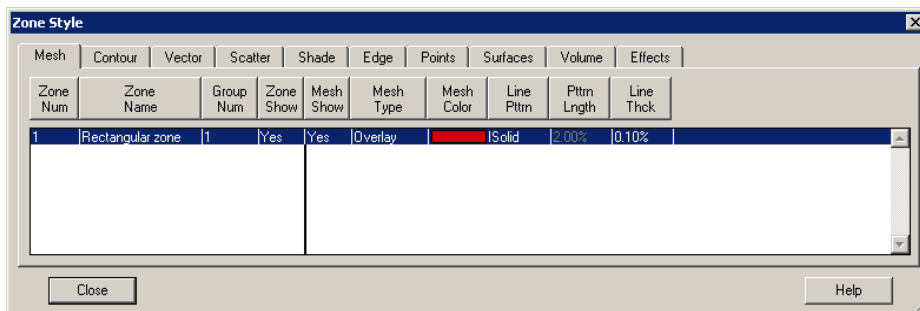 Zone Style
Mesh Contour Vector Scatter Shade Edge Points Surfaces Volume Effects
Zone Num Zone Name Group Num Zone Show Mesh Show Mesh Type Mesh Color Line Pttrn Pttrn Lngth Line Thck
1 Rectangular zone 1 Yes Yes Overlay Solid 2.00% 0.10%
Close Help